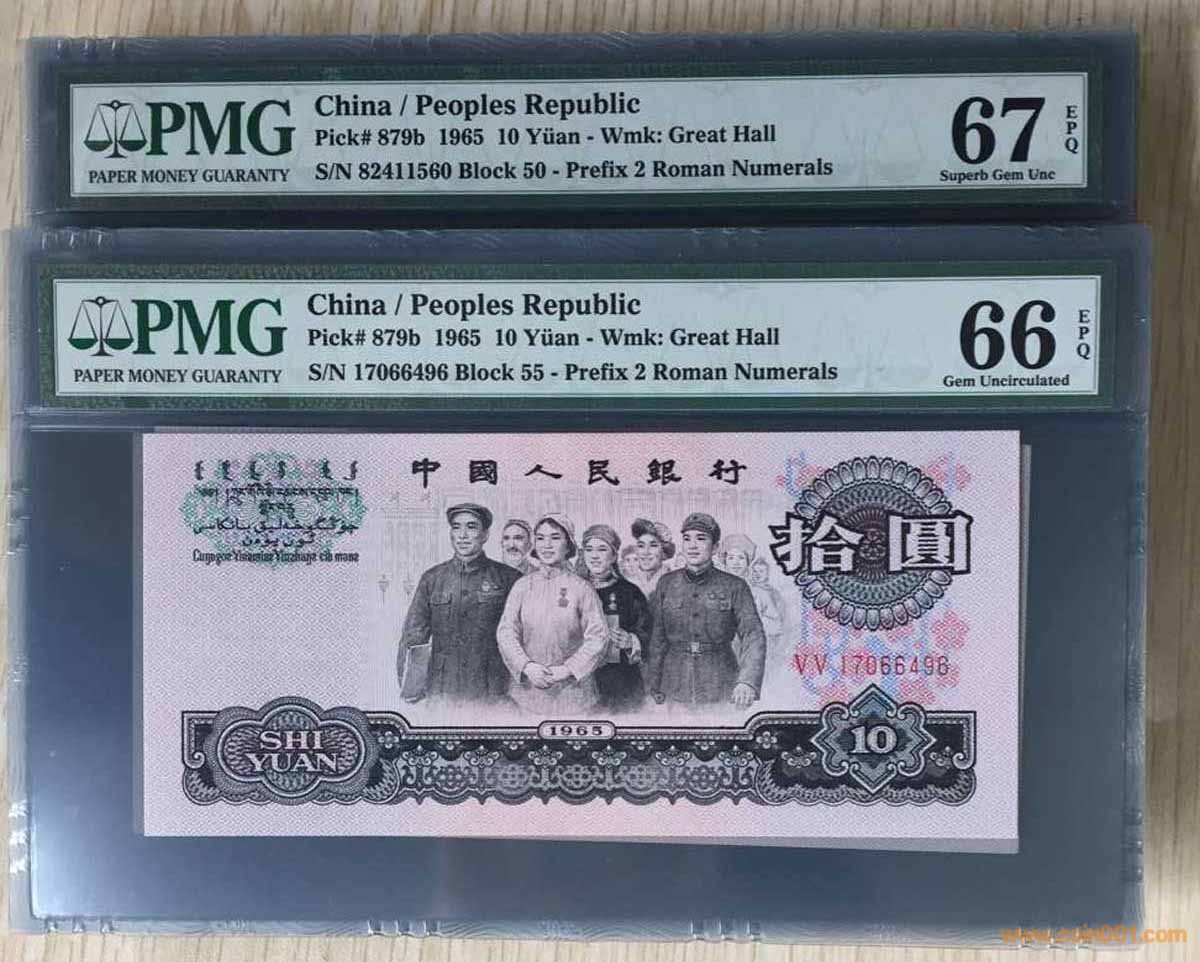 PMG
PAPER MONEY GUARANTY
China / Peoples Republic
Pick# 879b 1965 10 Yüan - Wmk: Great Hall
S/N 82411560 Block 50 - Prefix 2 Roman Numerals
67
EPQ
Superb Gem Unc
PMG
PAPER MONEY GUARANTY
China / Peoples Republic
Pick# 879b 1965 10 Yüan - Wmk: Great Hall
S/N 17066496 Block 55 - Prefix 2 Roman Numerals
66
EPQ
Gem Uncirculated
中國人民銀行
拾圓
VV 17066496
1965
SHI
YUAN
10
www.coin001.com